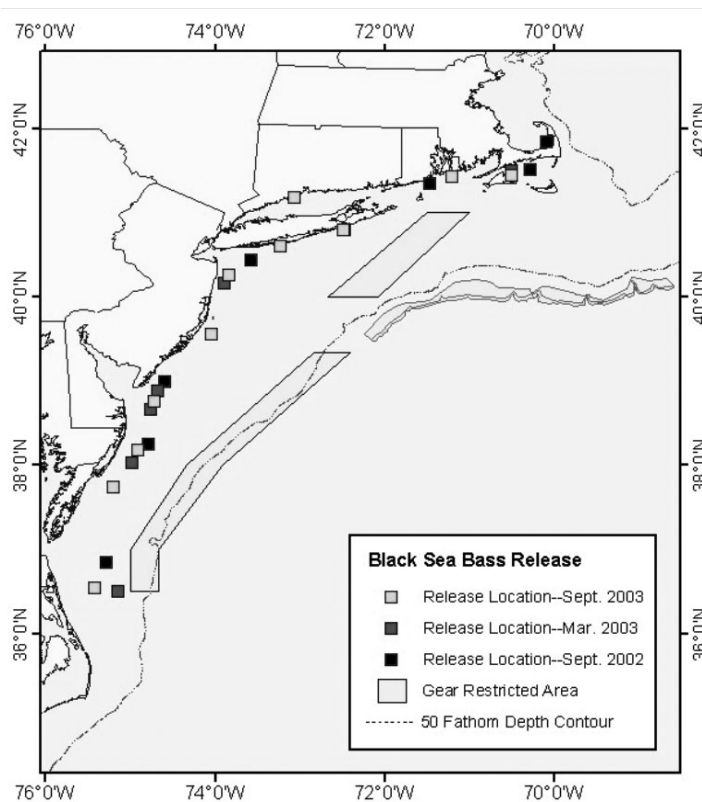 76°0'W 74°0'W 72°0'W 70°0'W
42°0'N 42°0'N
40°0'N 40°0'N
38°0'N 38°0'N
36°0'N 36°0'N
Black Sea Bass Release
Release Location--Sept. 2003
Release Location--Mar. 2003
Release Location--Sept. 2002
Gear Restricted Area
50 Fathom Depth Contour
76°0'W 74°0'W 72°0'W 70°0'W